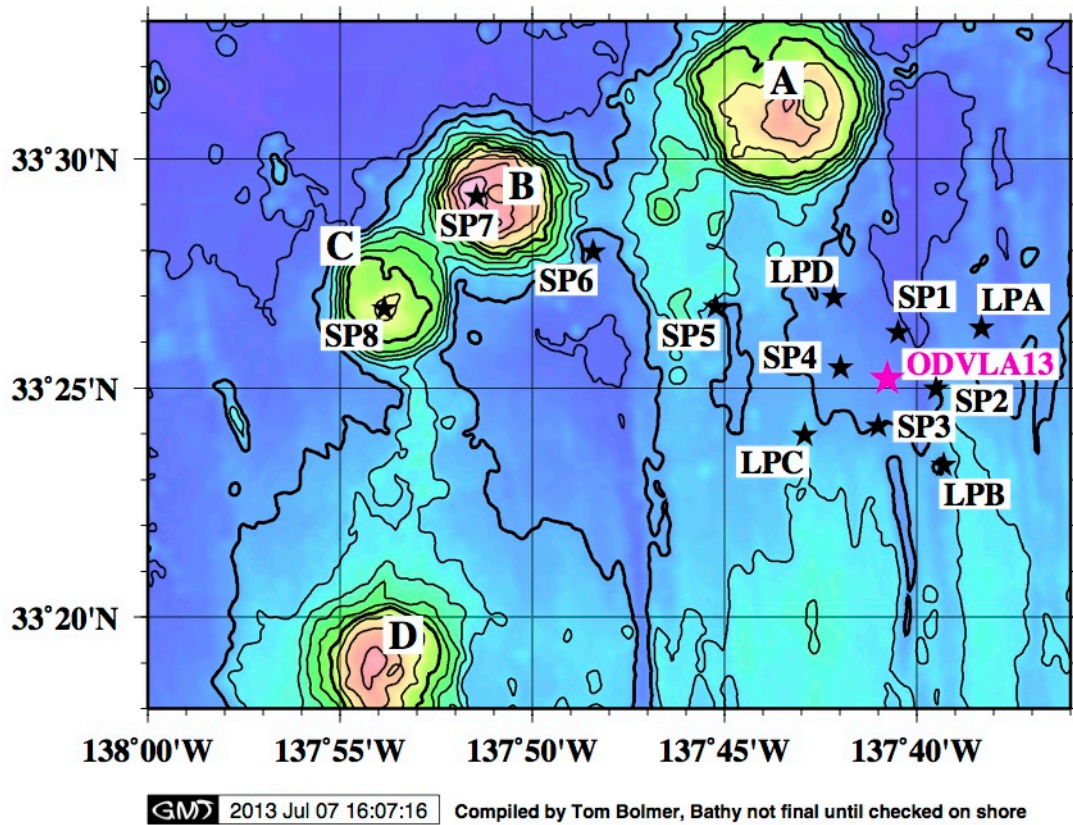 A
33°30'N
B
SP7
C
SP6
LPD
SP1
LPA
SP8
SP5
SP4
ODVLA13
33°25'N
SP2
SP3
LPC
LPB
33°20'N
D
138°00'W 137°55'W 137°50'W 137°45'W 137°40'W
GMT 2013 Jul 07 16:07:16 Compiled by Tom Bolmer, Bathy not final until checked on shore